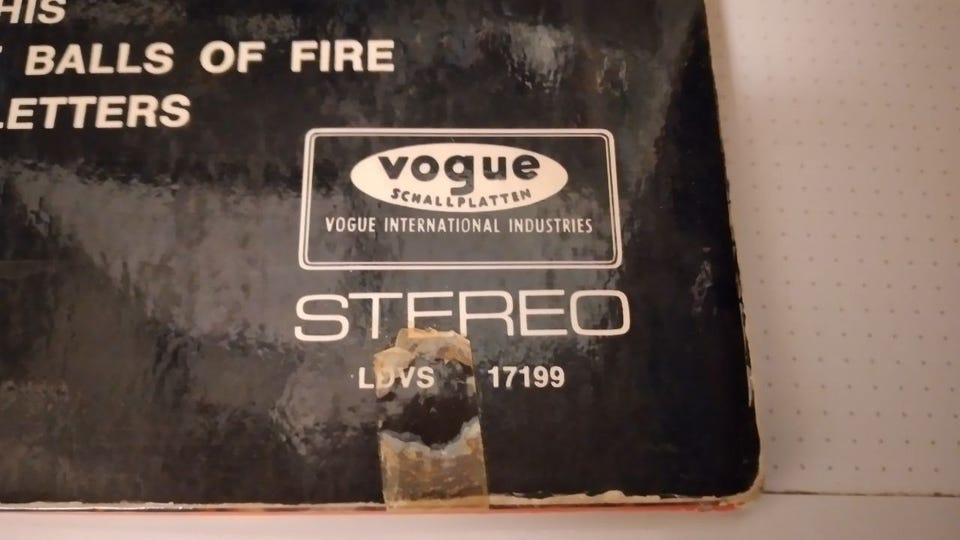 HIS
BALLS OF FIRE
LETTERS
vogue
SCHALLPLATTEN
VOGUE INTERNATIONAL INDUSTRIES
STEREO
LDVS 17199